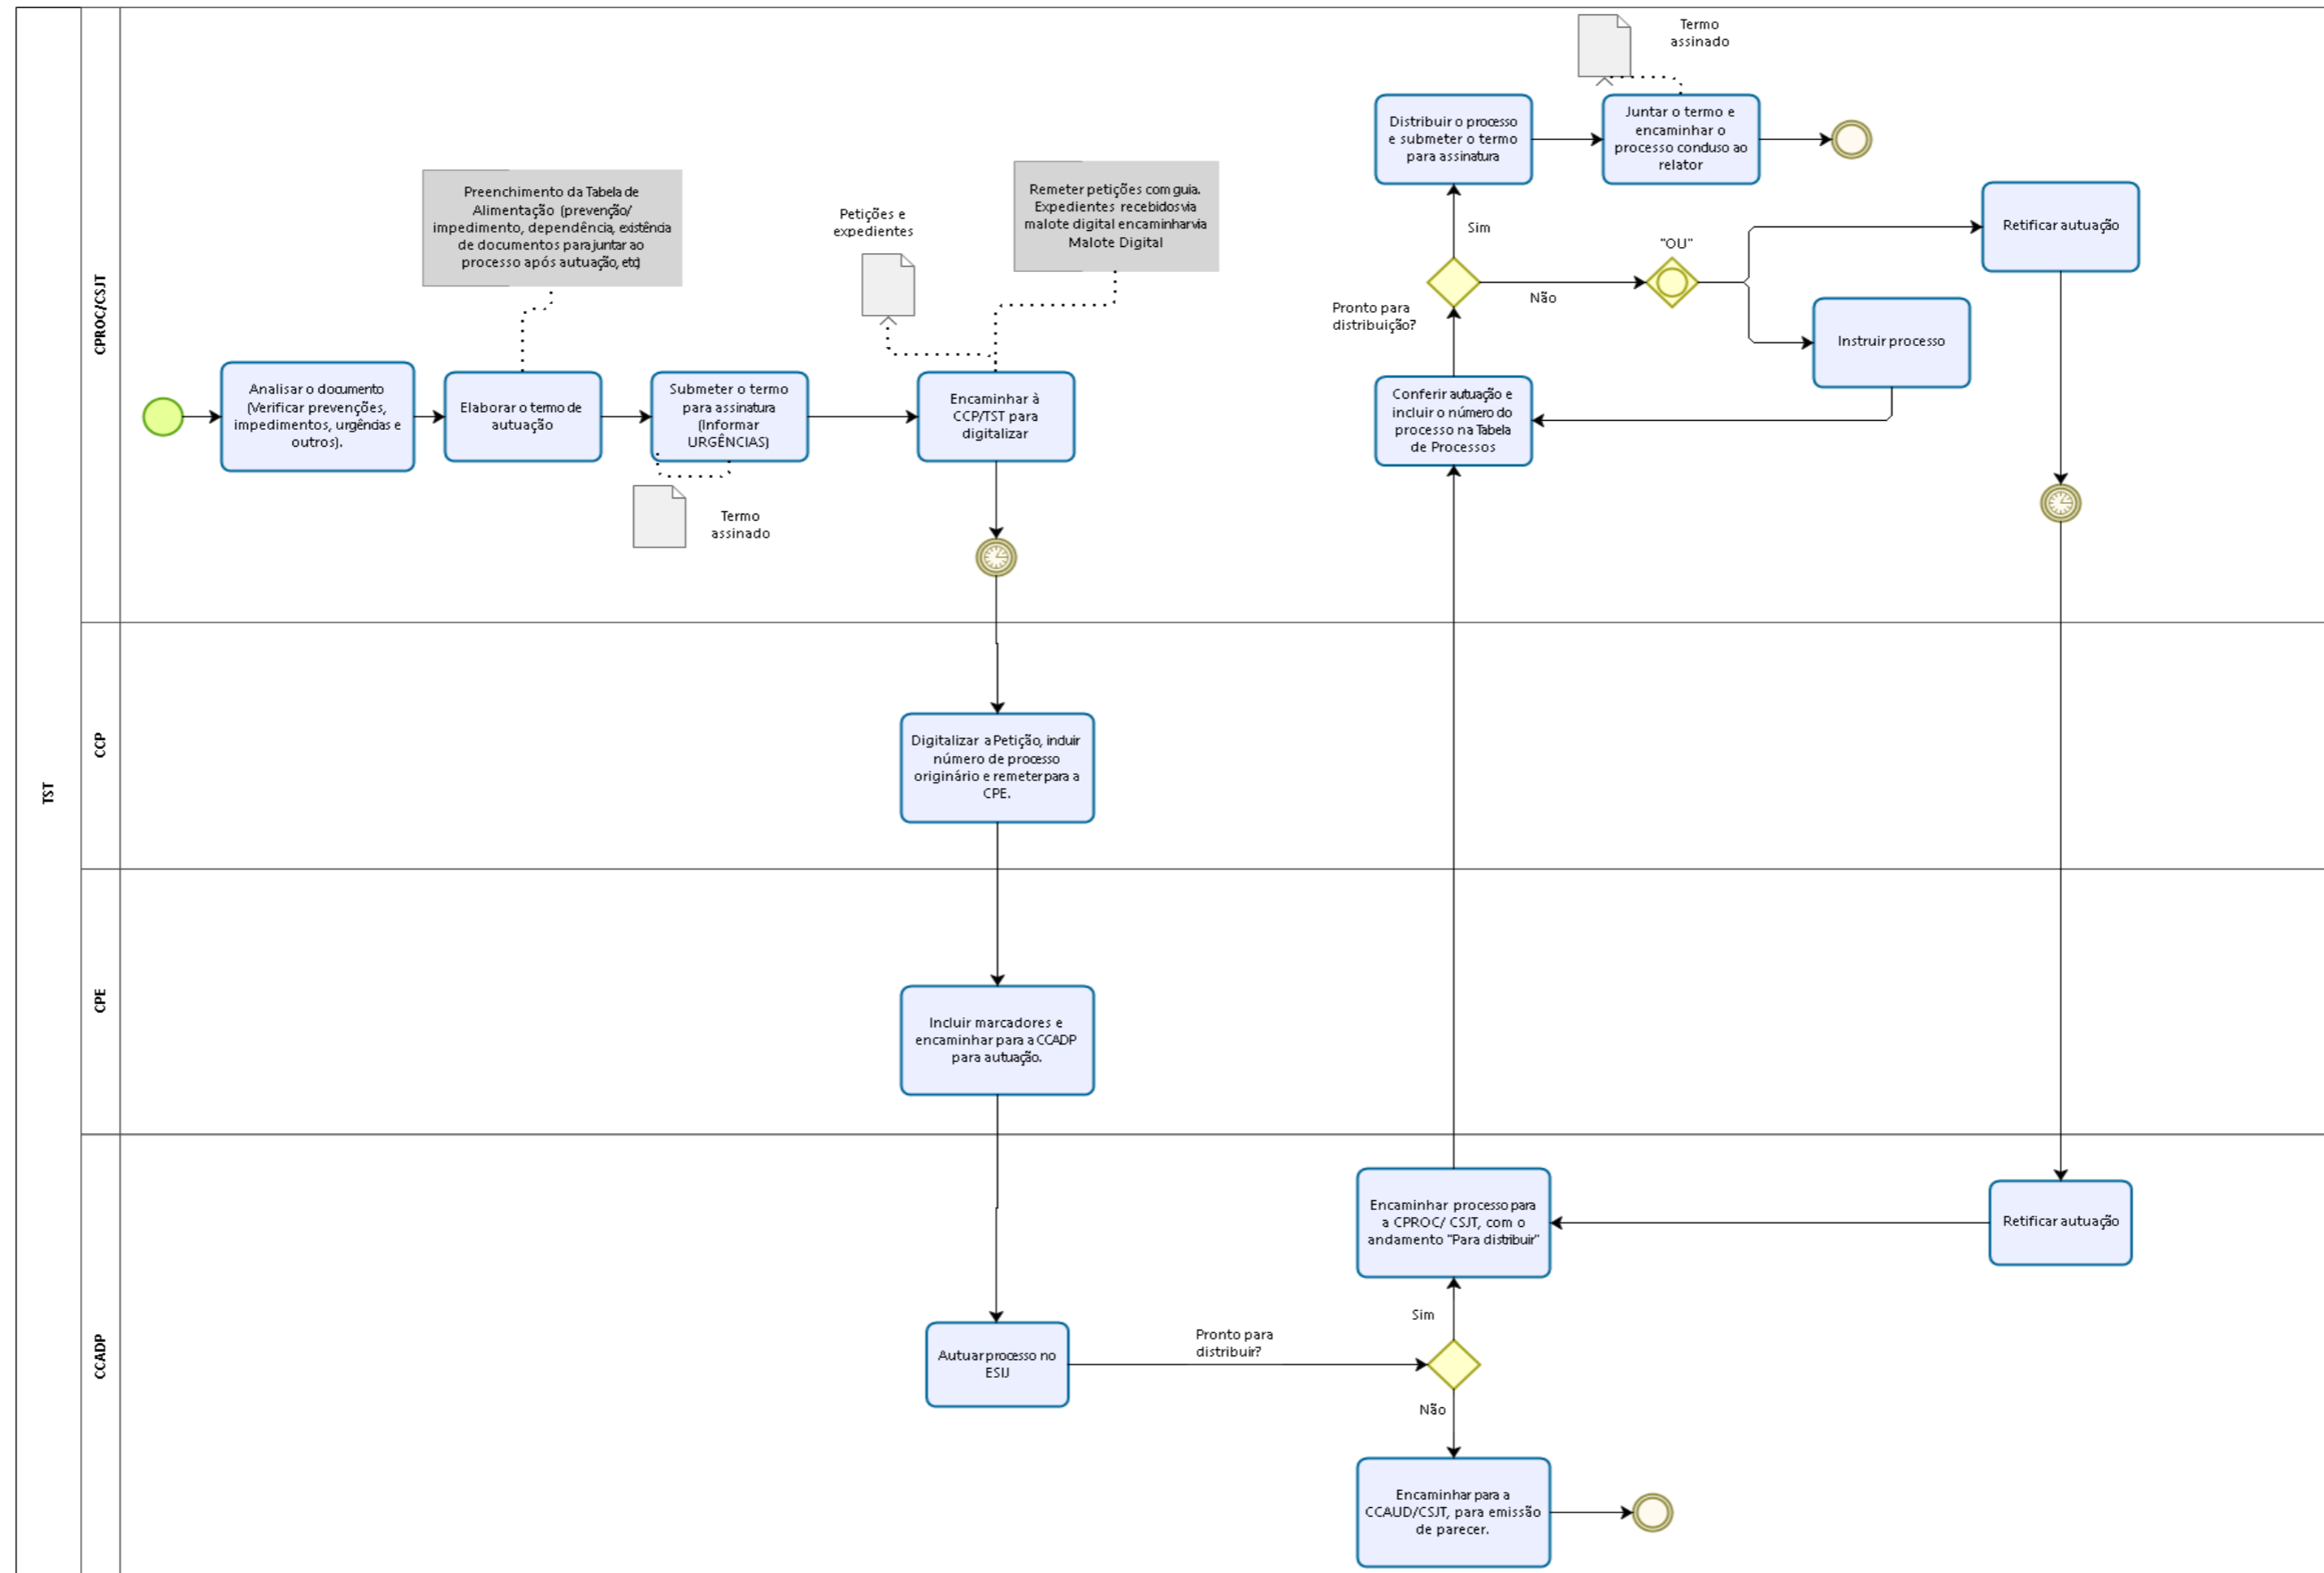 TST
CPROC/CSJT
Analisar o documento
(Verificar prevenções,
impedimentos, urgências e
outros).
Preenchimento da Tabela de
Alimentação (prevenção/
impedimento, dependência, existência
de documentos para juntar ao
processo após autuação, etc)
Elaborar o termo de
autuação
Submeter o termo
para assinatura
(Informar
URGÊNCIAS)
Termo
assinado
Petições e
expedientes
Remeter petições com guia.
Expedientes recebidos via
malote digital encaminhar via
Malote Digital
Encaminhar à
CCP/TST para
digitalizar
Termo
assinado
Distribuir o processo
e submeter o termo
para assinatura
Juntar o termo e
encaminhar o
processo concluso ao
relator
Sim
Pronto para
distribuição?
Não
"OU"
Retificar autuação
Instruir processo
Conferir autuação e
incluir o número do
processo na Tabela
de Processos
CCP
Digitalizar a Petição, incluir
número de processo
originário e remeter para a
CPE.
CPE
Incluir marcadores e
encaminhar para a CCADP
para autuação.
CCADP
Autuar processo no
ESIJ
Pronto para
distribuir?
Sim
Não
Encaminhar processo para
a CPROC/ CSJT, com o
andamento "Para distribuir"
Retificar autuação
Encaminhar para a
CCAUD/CSJT, para emissão
de parecer.